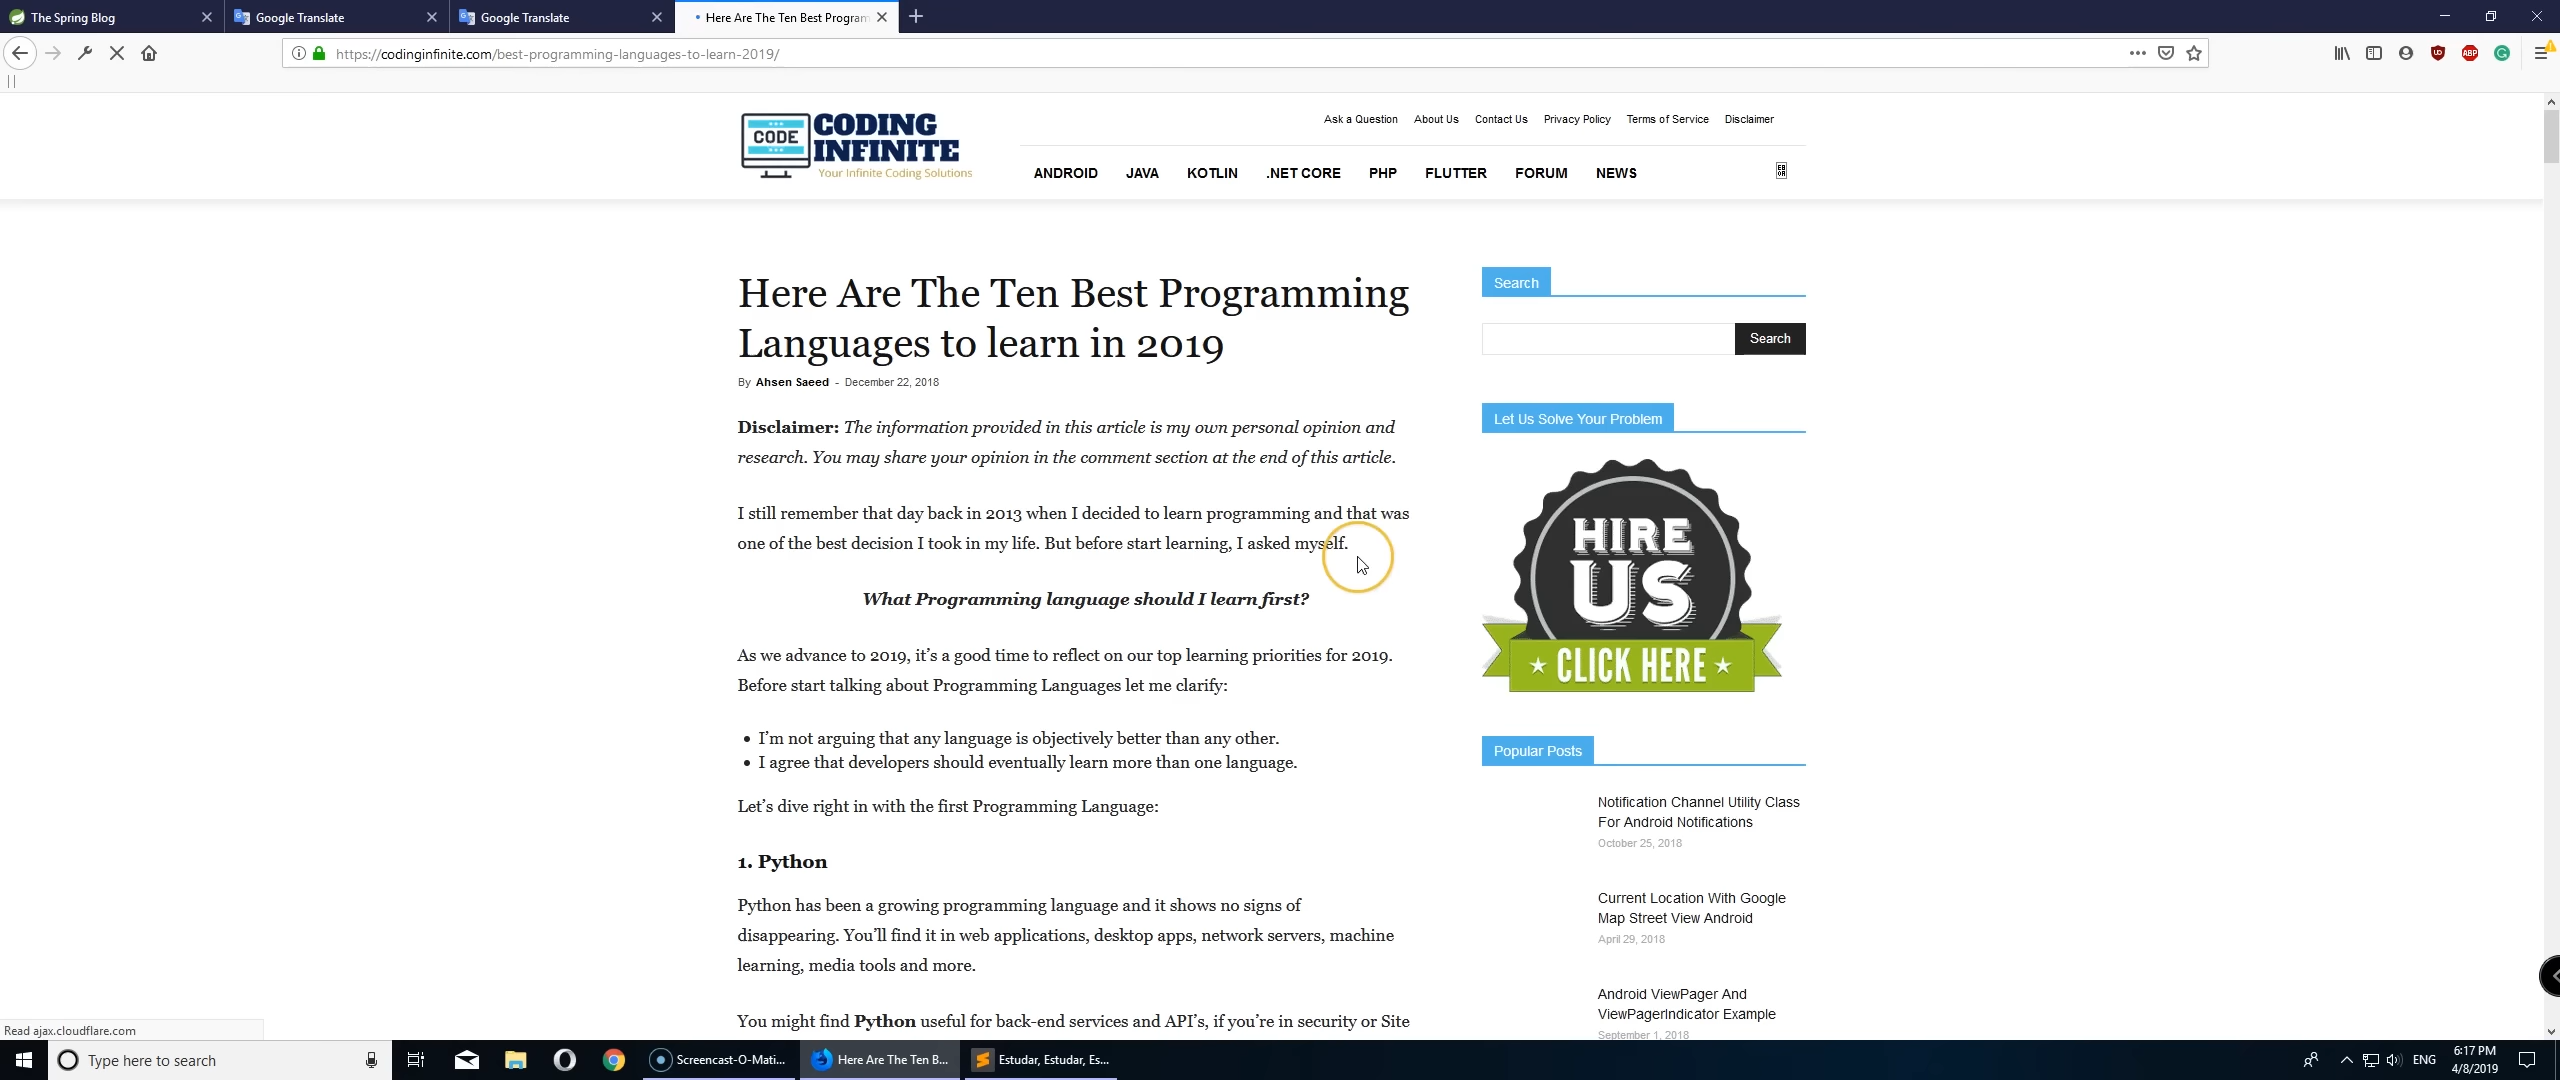 The Spring Blog
Google Translate
Google Translate
Here Are The Ten Best Program
https://codinginfinite.com/best-programming-languages-to-learn-2019/
ABP
CODE
CODING
INFINITE
Your Infinite Coding Solutions
Ask a Question About Us Contact Us Privacy Policy Terms of Service Disclaimer
ANDROID JAVA KOTLIN .NET CORE PHP FLUTTER FORUM NEWS
Here Are The Ten Best Programming
Languages to learn in 2019
By Ahsen Saeed - December 22, 2018
Disclaimer: The information provided in this article is my own personal opinion and
research. You may share your opinion in the comment section at the end of this article.
I still remember that day back in 2013 when I decided to learn programming and that was
one of the best decision I took in my life. But before start learning, I asked myself.
What Programming language should I learn first?
As we advance to 2019, it’s a good time to reflect on our top learning priorities for 2019.
Before start talking about Programming Languages let me clarify:
• I’m not arguing that any language is objectively better than any other.
• I agree that developers should eventually learn more than one language.
Let’s dive right in with the first Programming Language:
1. Python
Python has been a growing programming language and it shows no signs of
disappearing. You’ll find it in web applications, desktop apps, network servers, machine
learning, media tools and more.
You might find Python useful for back-end services and API’s, if you’re in security or Site
Search
Search
Let Us Solve Your Problem
HIRE
US
CLICK HERE
Popular Posts
Notification Channel Utility Class
For Android Notifications
October 25, 2018
Current Location With Google
Map Street View Android
April 29, 2018
Android ViewPager And
ViewPagerIndicator Example
September 1, 2018
Read ajax.cloudflare.com
Type here to search
Screencast-O-Mati...
Here Are The Ten B...
Estudar, Estudar, Es...
ENG
6:17 PM
4/8/2019